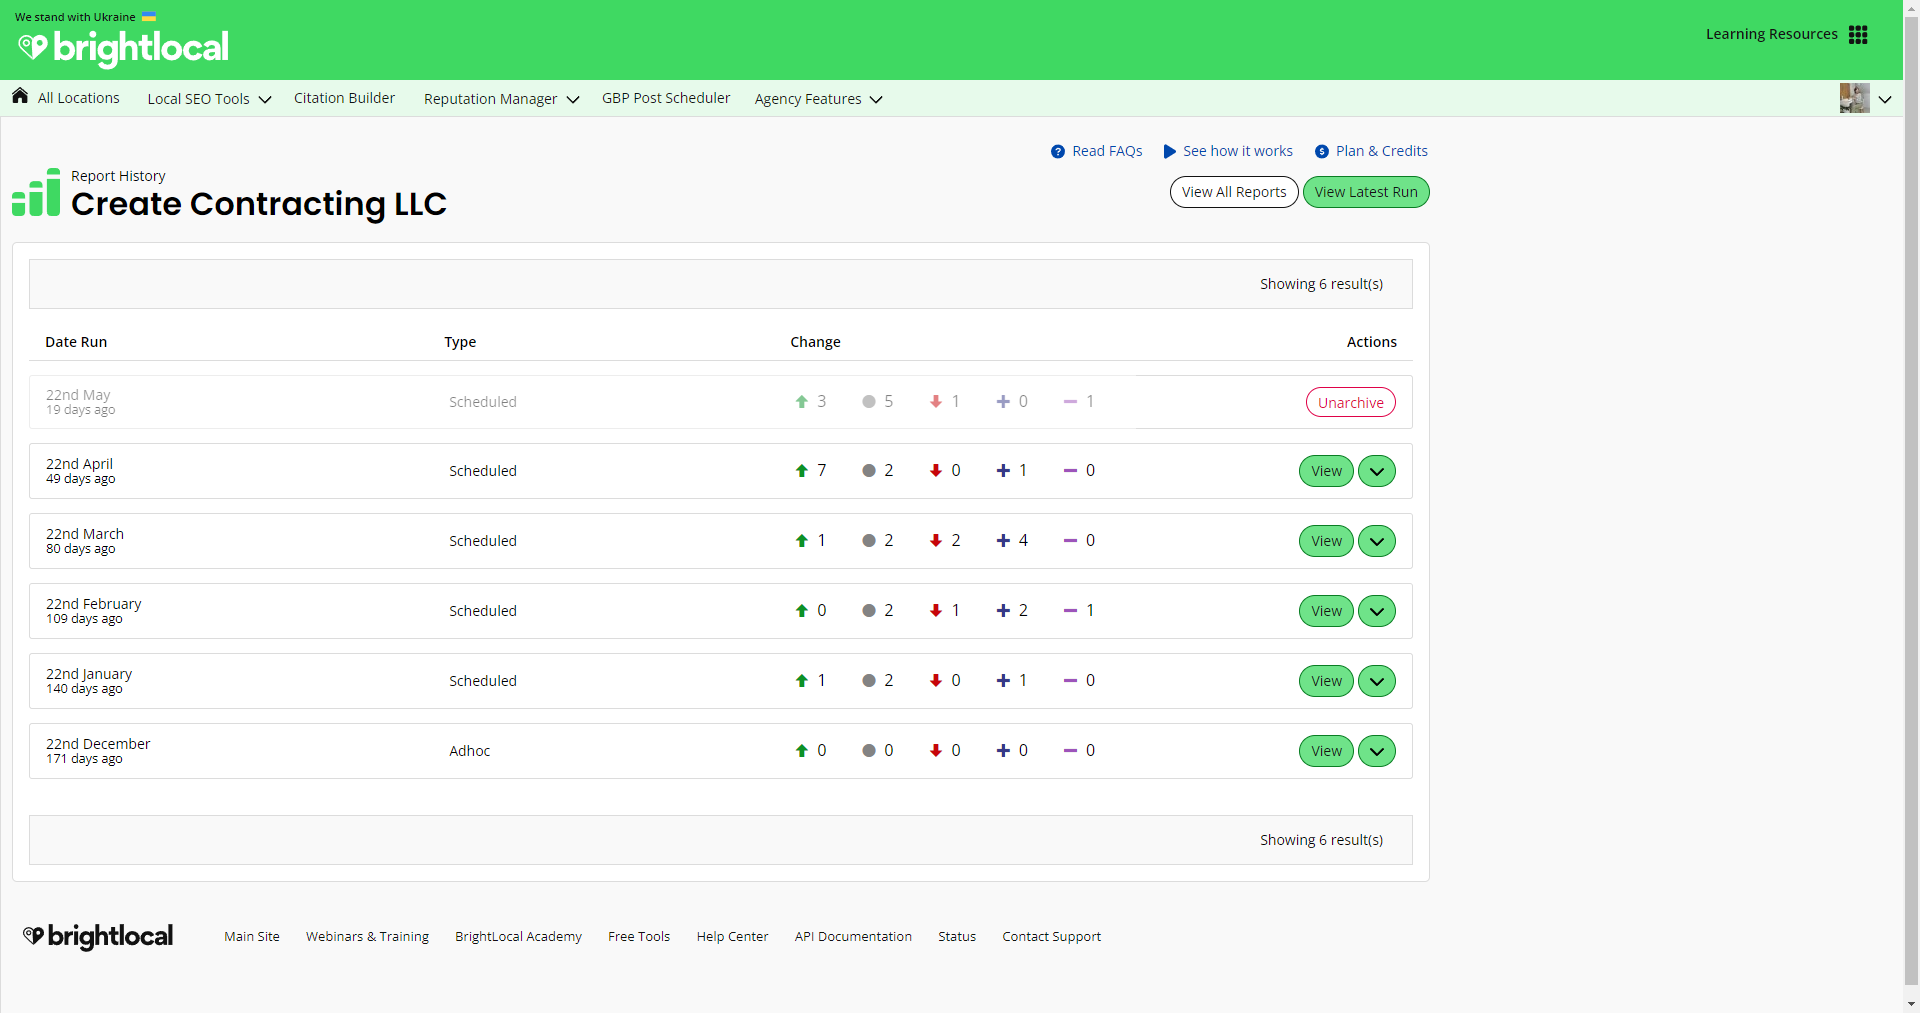 We stand with Ukraine
brightlocal
Learning Resources
All Locations
Local SEO Tools
Citation Builder
Reputation Manager
GBP Post Scheduler
Agency Features
Read FAQs
See how it works
Plan & Credits
Report History
Create Contracting LLC
View All Reports
View Latest Run
Showing 6 result(s)
Date Run Type Change Actions
22nd May
19 days ago
Scheduled 3 5 1 0 1 Unarchive
22nd April
49 days ago
Scheduled 7 2 0 1 0 View
22nd March
80 days ago
Scheduled 1 2 2 4 0 View
22nd February
109 days ago
Scheduled 0 2 1 2 1 View
22nd January
140 days ago
Scheduled 1 2 0 1 0 View
22nd December
171 days ago
Adhoc 0 0 0 0 0 View
Showing 6 result(s)
brightlocal
Main Site
Webinars & Training
BrightLocal Academy
Free Tools
Help Center
API Documentation
Status
Contact Support